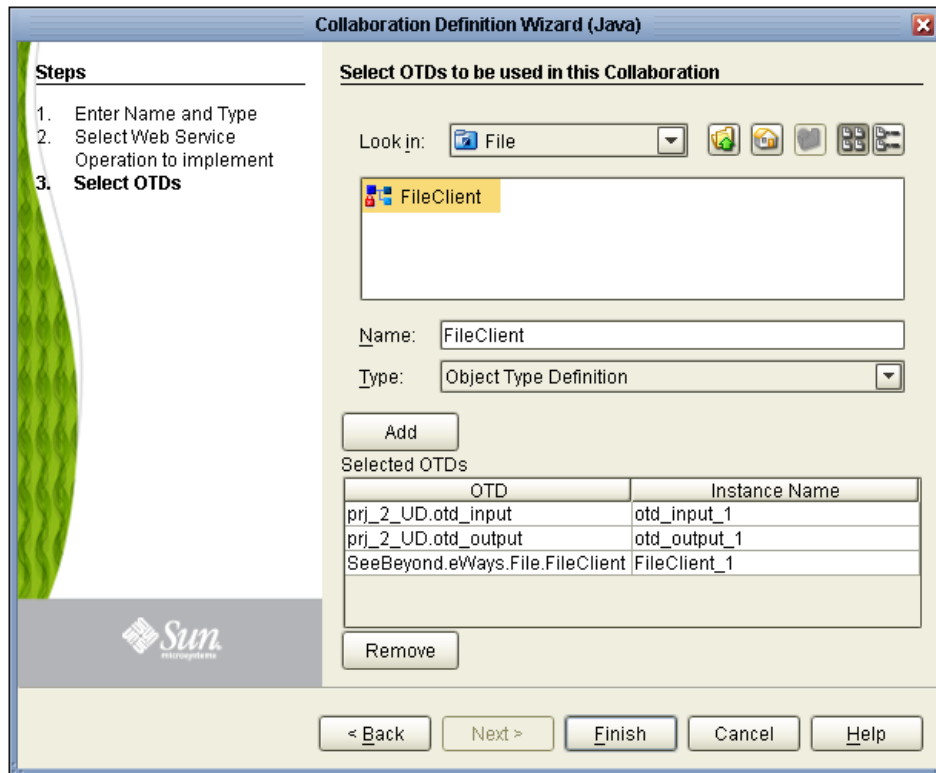 Collaboration Definition Wizard (Java)
Steps
1. Enter Name and Type
2. Select Web Service
Operation to implement
3. Select OTDs
Sun
microsystems
Select OTDs to be used in this Collaboration
Look in: File
FileClient
Name: FileClient
Type: Object Type Definition
Add
Selected OTDs
OTD Instance Name
prj_2_UD.otd_input otd_input_1
prj_2_UD.otd_output otd_output_1
SeeBeyond.eWays.File.FileClient FileClient_1
Remove
< Back Next > Finish Cancel Help